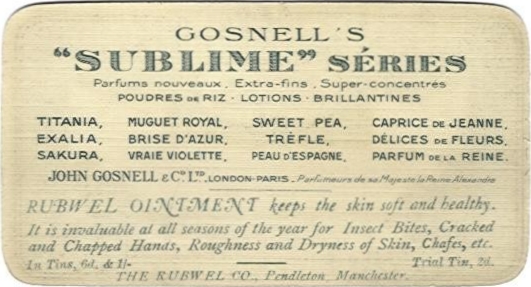 GOSNELL'S
"SUBLIME" SÉRIES
Parfums nouveaux. Extra-fins. Super-concentrés
POUDRES DE RIZ - LOTIONS - BRILLANTINES
TITANIA, MUGUET ROYAL, SWEET PEA, CAPRICE DE JEANNE,
EXALIA, BRISE D'AZUR, TRÈFLE, DÉLICES DE FLEURS,
SAKURA, VRAIE VIOLETTE, PEAU D'ESPAGNE, PARFUM DE LA REINE.
JOHN GOSNELL & Co LTD. LONDON-PARIS. Parfumeurs de sa Majesté la Reine Alexandra
RUBWEL OINTMENT keeps the skin soft and healthy.
It is invaluable at all seasons of the year for Insect Bites, Cracked
and Chapped Hands, Roughness and Dryness of Skin, Chafes, etc.
In Tins, 6d. & 1/- Trial Tin, 2d.
THE RUBWEL CO., Pendleton, Manchester.